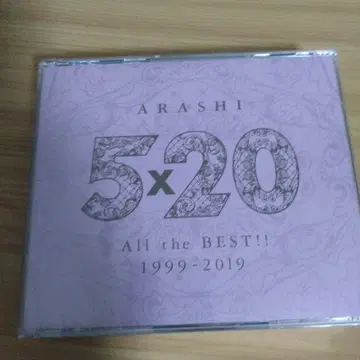 ARASHI
5x20
All the BEST!!
1999-2019